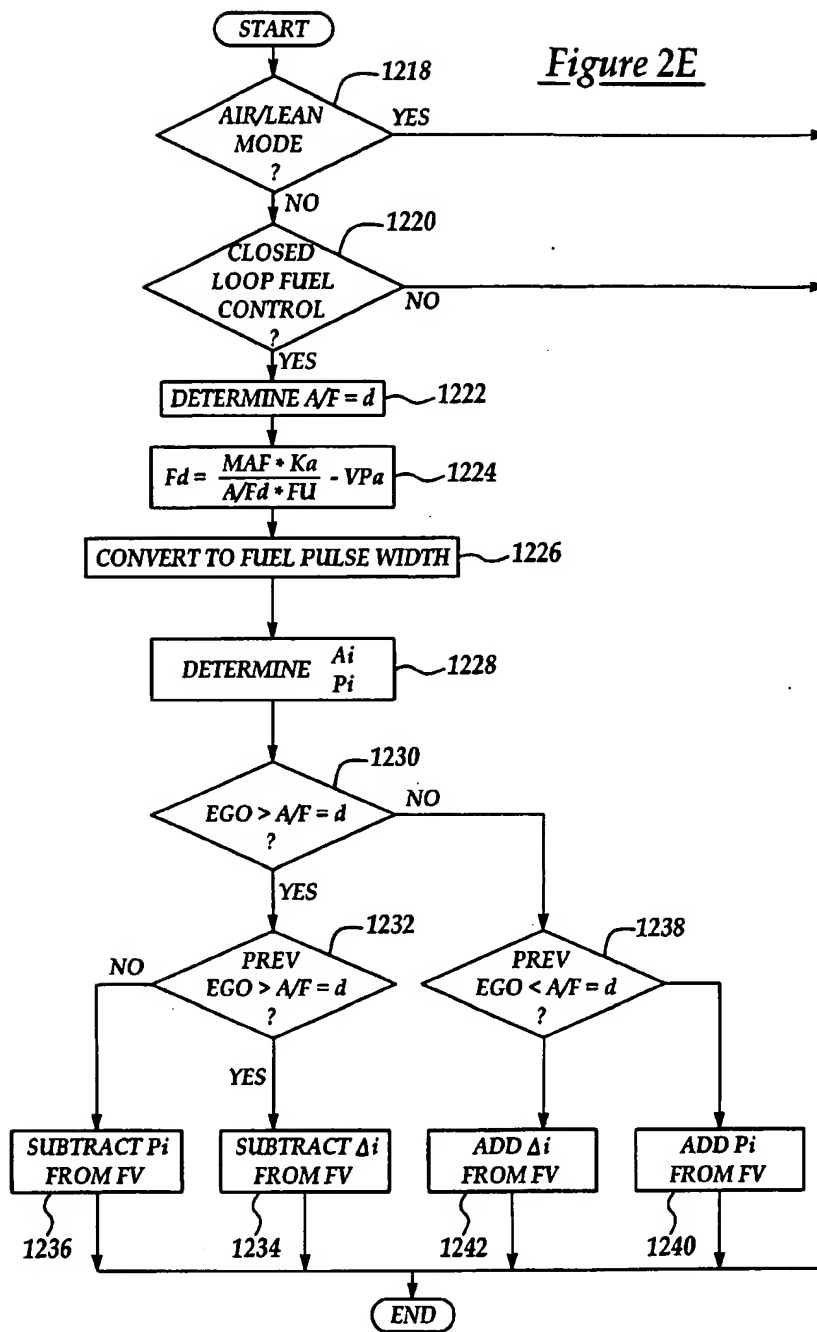 START
Figure 2E
1218
AIR/LEAN
MODE
?
YES
NO
1220
CLOSED
LOOP FUEL
CONTROL
?
NO
YES
DETERMINE A/F = d
1222
Fd = MAF * Ka / A/Fd * FU - VPa
1224
CONVERT TO FUEL PULSE WIDTH
1226
DETERMINE Ai
Pi
1228
1230
EGO > A/F = d
?
NO
YES
1232
PREV
EGO > A/F = d
?
NO
YES
1238
PREV
EGO < A/F = d
?
SUBTRACT Pi
FROM FV
1236
SUBTRACT Δi
FROM FV
1234
ADD Δi
FROM FV
1242
ADD Pi
FROM FV
1240
END